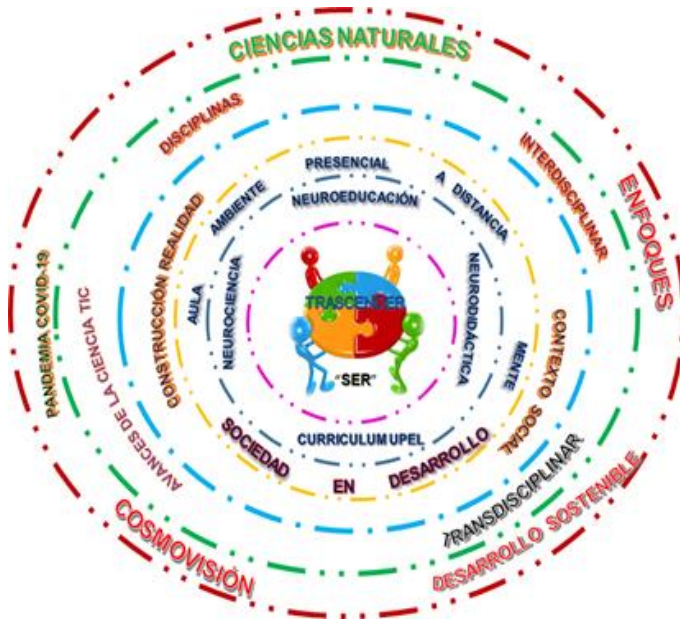 CIENCIAS NATURALES
DISCIPLINAS
INTERDISCIPLINAR
ENFOQUES
PRESENCIAL
AMBIENTE
A DISTANCIA
NEUROEDUCACIÓN
CONSTRUCCIÓN REALIDAD
AULA
NEUROCIENCIA
TRASCENDER
NEURODIDÁCTICA
MENTE
CONTEXTO SOCIAL
PANDEMIA COVID-19
AVANCES DE LA CIENCIA TIC
"SER"
CURRICULUM UPEL
SOCIEDAD EN DESARROLLO
TRANSDISCIPLINAR
COSMOVISIÓN
DESARROLLO SOSTENIBLE